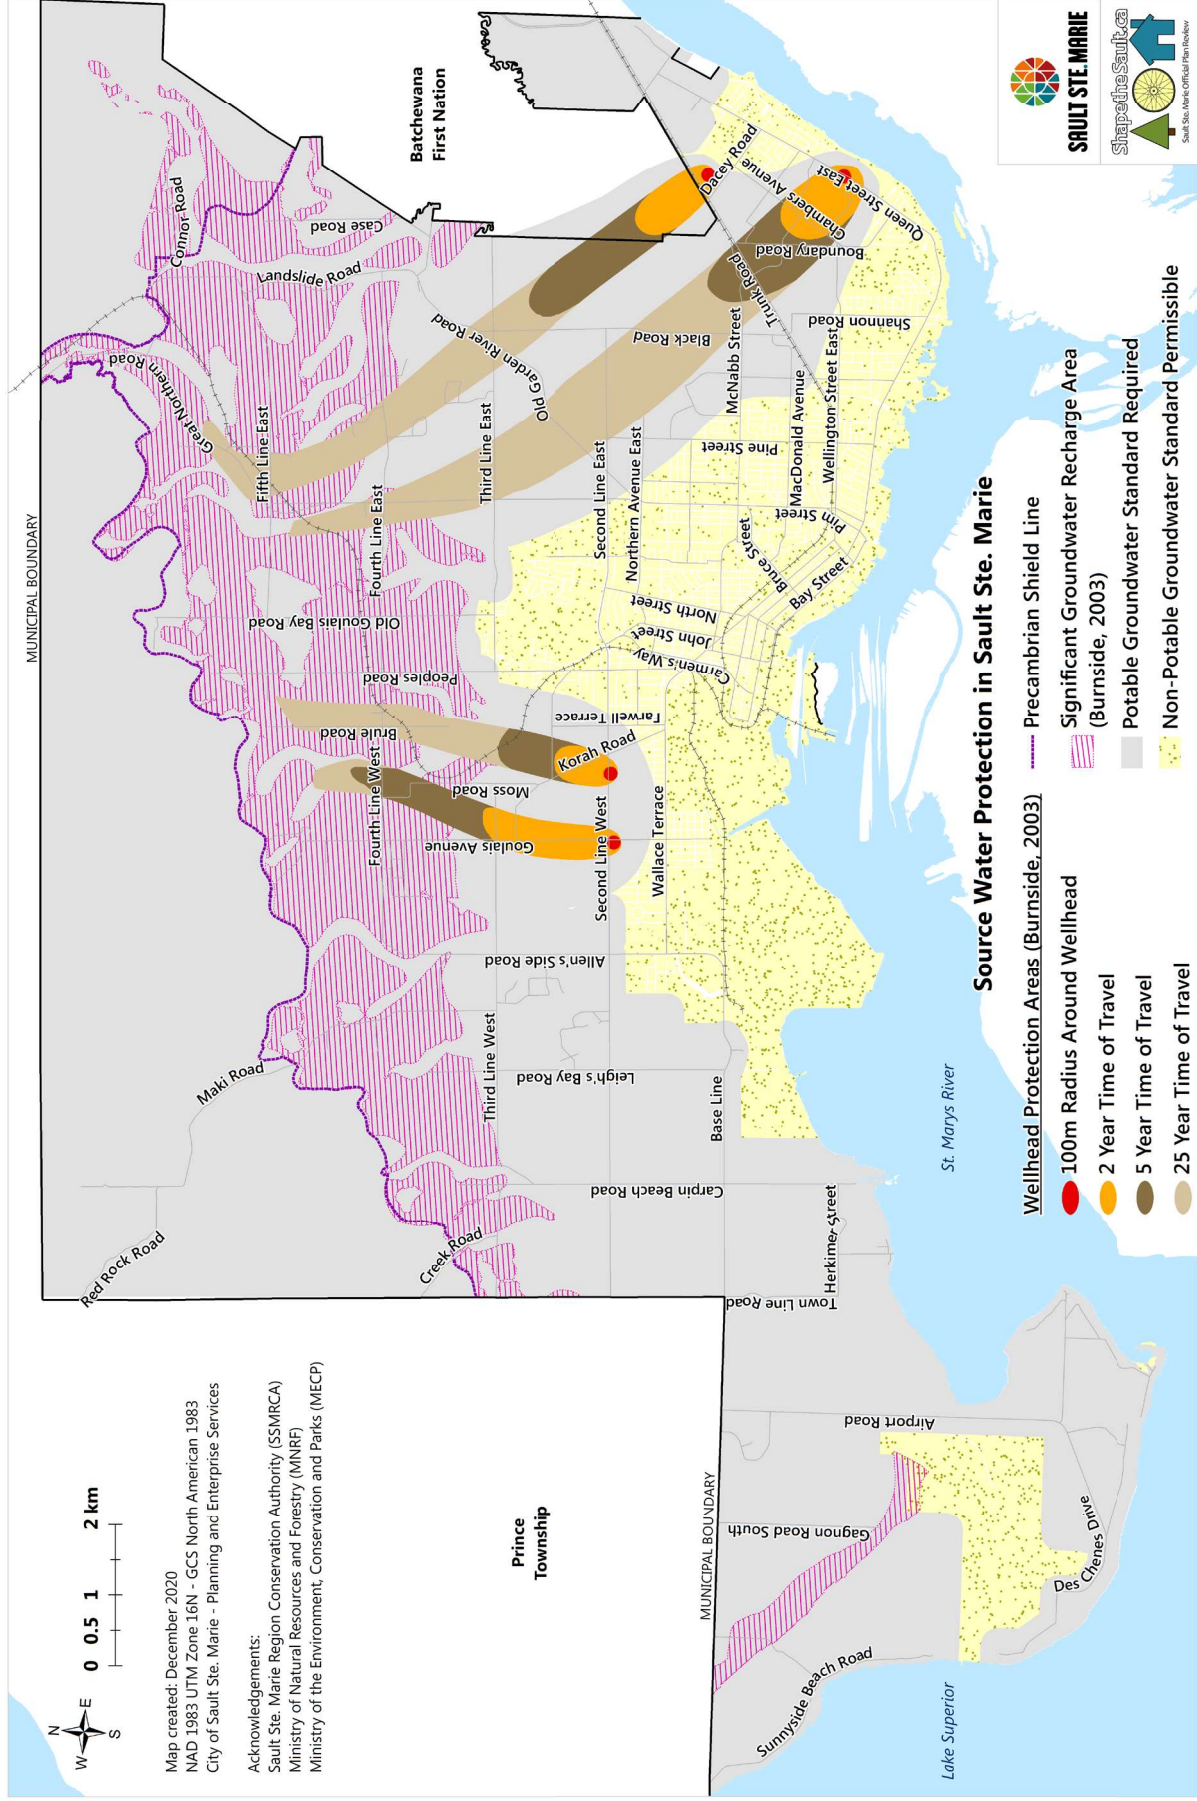 MUNICIPAL BOUNDARY
Batchewana
First Nation
Connor Road
Case Road
Landslide Road
Great Northern Road
Fifth Line East
Old Garden River Road
Third Line East
Fourth Line East
Black Road
Second Line East
Northern Avenue East
McNabb Street
Trunk Road
Dacey Road
Chambers Avenue
Boundary Road
Queen Street East
Shannon Road
Pine Street
MacDonald Avenue
Wellington Street East
Pim Street
Bruce Street
Bay Street
North Street
John Street
Carmen's Way
Old Goulais Bay Road
Peoples Road
Brule Road
Fourth Line West
Moss Road
Korah Road
Farwell Terrace
Goulais Avenue
Second Line West
Wallace Terrace
Allen's Side Road
Third Line West
Leigh's Bay Road
Base Line
Maki Road
Carpin Beach Road
Red Rock Road
Creek Road
Herkimer Street
Town Line Road
Airport Road
MUNICIPAL BOUNDARY
Gagnon Road South
Des Chenes Drive
Sunnyside Beach Road
Lake Superior
St. Marys River
Prince
Township
N
W E
S
0 0.5 1 2 km
Map created: December 2020
NAD 1983 UTM Zone 16N - GCS North American 1983
City of Sault Ste. Marie - Planning and Enterprise Services
Acknowledgements:
Sault Ste. Marie Region Conservation Authority (SSMRCA)
Ministry of Natural Resources and Forestry (MNRF)
Ministry of the Environment, Conservation and Parks (MECP)
Source Water Protection in Sault Ste. Marie
Wellhead Protection Areas (Burnside, 2003)
100m Radius Around Wellhead
2 Year Time of Travel
5 Year Time of Travel
25 Year Time of Travel
Precambrian Shield Line
Significant Groundwater Recharge Area
(Burnside, 2003)
Potable Groundwater Standard Required
Non-Potable Groundwater Standard Permissible
SAULT STE. MARIE
ShapetheSault.ca
Sault Ste. Marie Official Plan Review